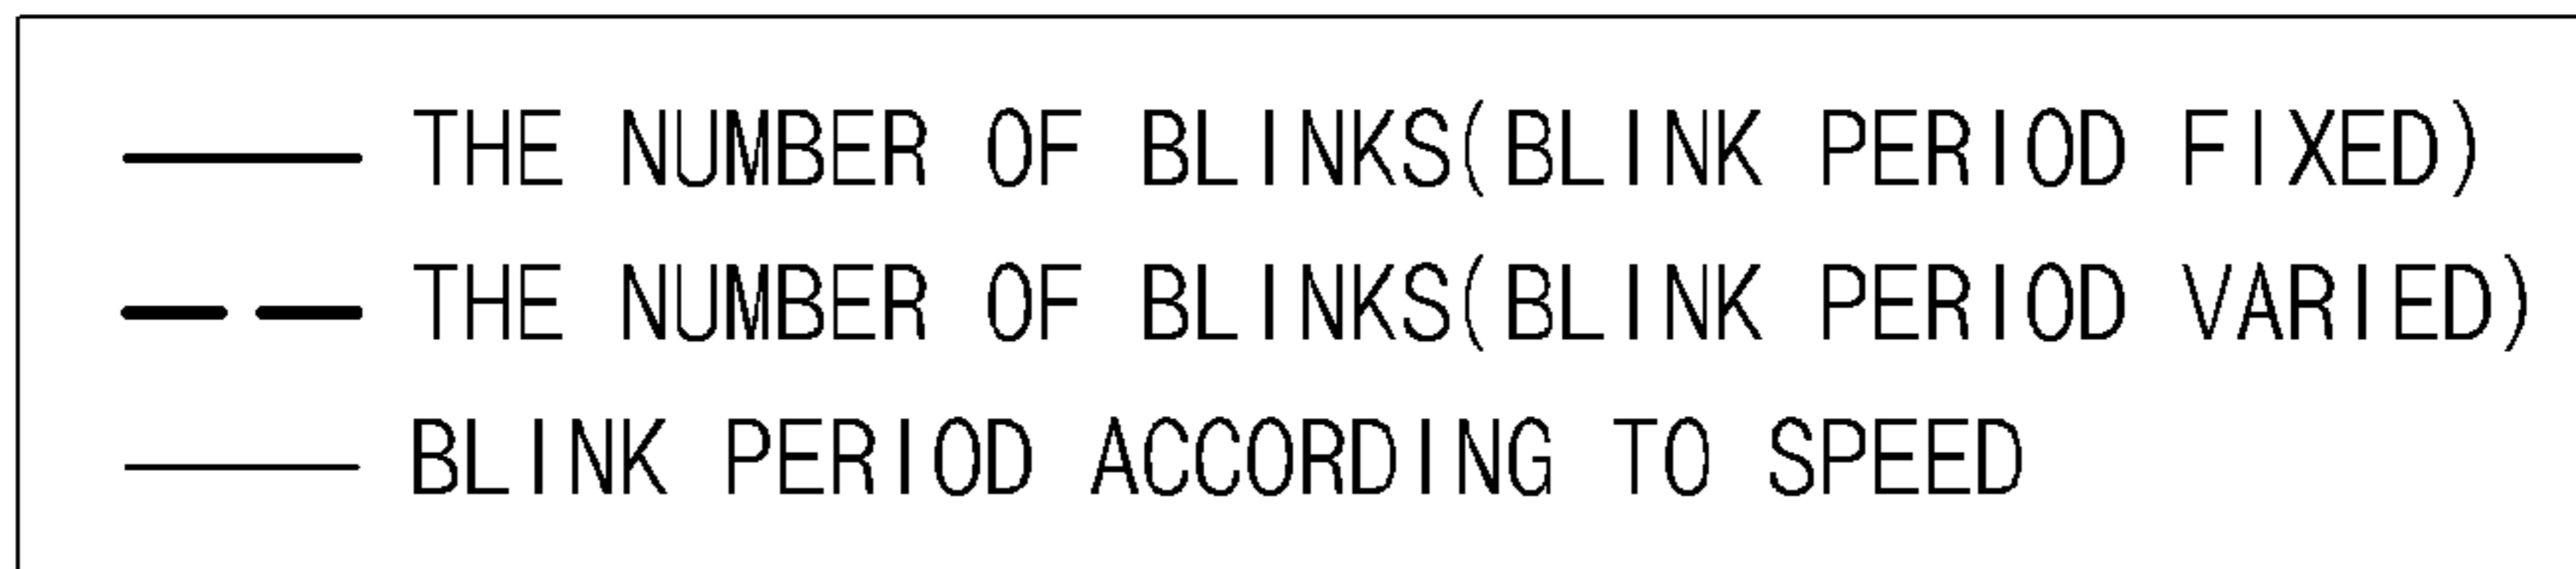 THE NUMBER OF BLINKS(BLINK PERIOD FIXED)
THE NUMBER OF BLINKS(BLINK PERIOD VARIED)
BLINK PERIOD ACCORDING TO SPEED